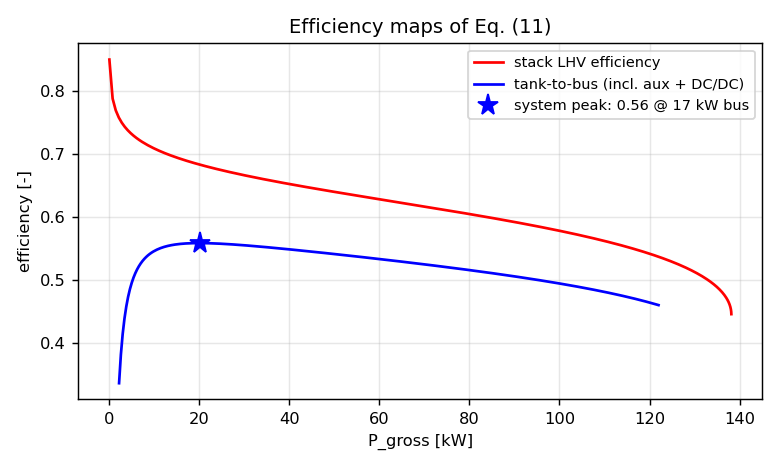 Efficiency maps of Eq. (11)
stack LHV efficiency
tank-to-bus (incl. aux + DC/DC)
system peak: 0.56 @ 17 kW bus
efficiency [-]
0.8
0.7
0.6
0.5
0.4
0 20 40 60 80 100 120 140
P_gross [kW]